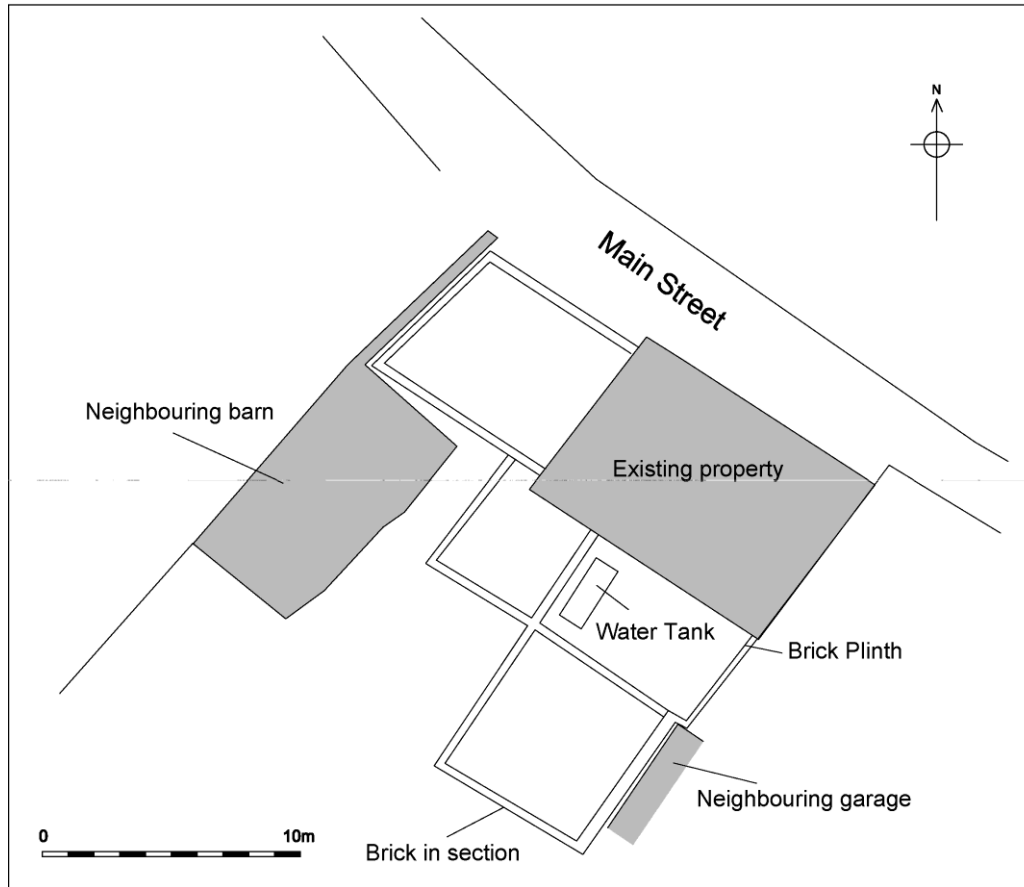 N
Main Street
Neighbouring barn
Existing property
Water Tank
Brick Plinth
Neighbouring garage
Brick in section
0 10m